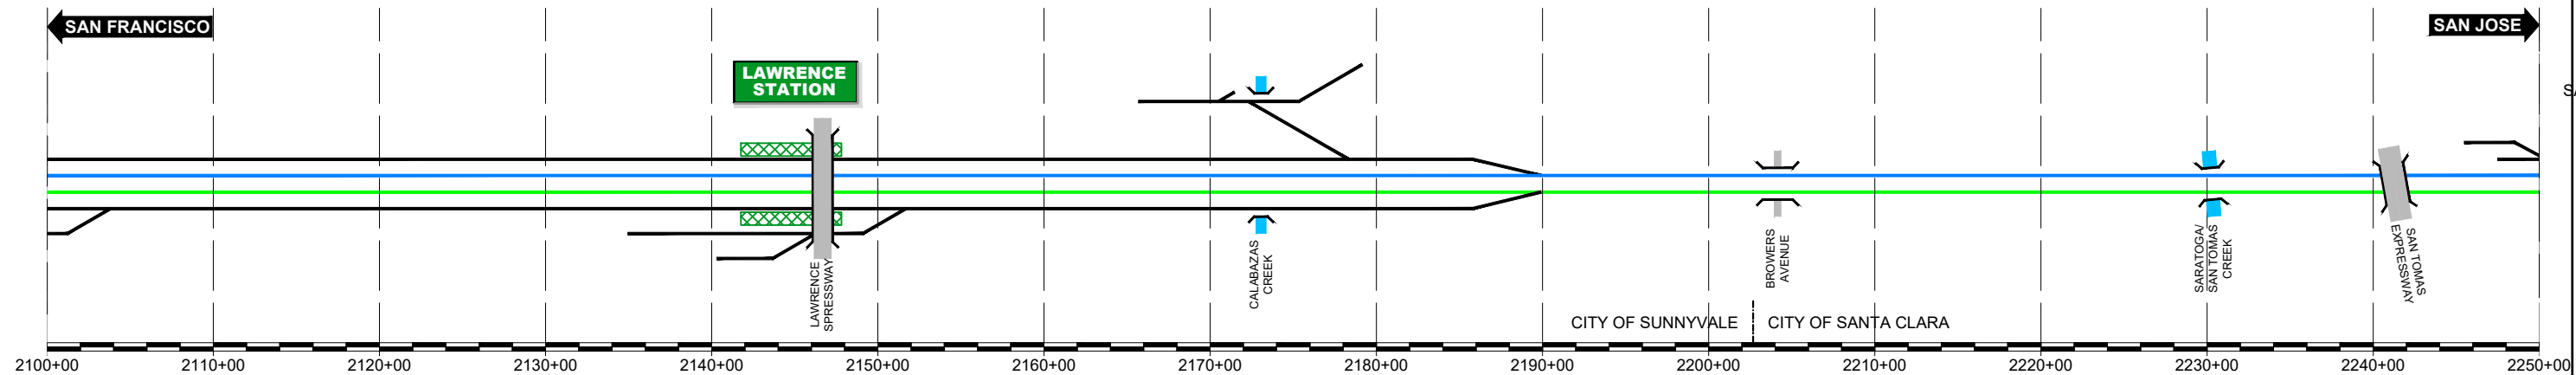 SAN FRANCISCO
SAN JOSE
LAWRENCE
STATION
LAWRENCE
SPRESSWAY
CALABAZAS
CREEK
BROWERS
AVENUE
SARATOGA/
SAN TOMAS
CREEK
SAN TOMAS
EXPRESSWAY
CITY OF SUNNYVALE
CITY OF SANTA CLARA
2100+00 2110+00 2120+00 2130+00 2140+00 2150+00 2160+00 2170+00 2180+00 2190+00 2200+00 2210+00 2220+00 2230+00 2240+00 2250+00